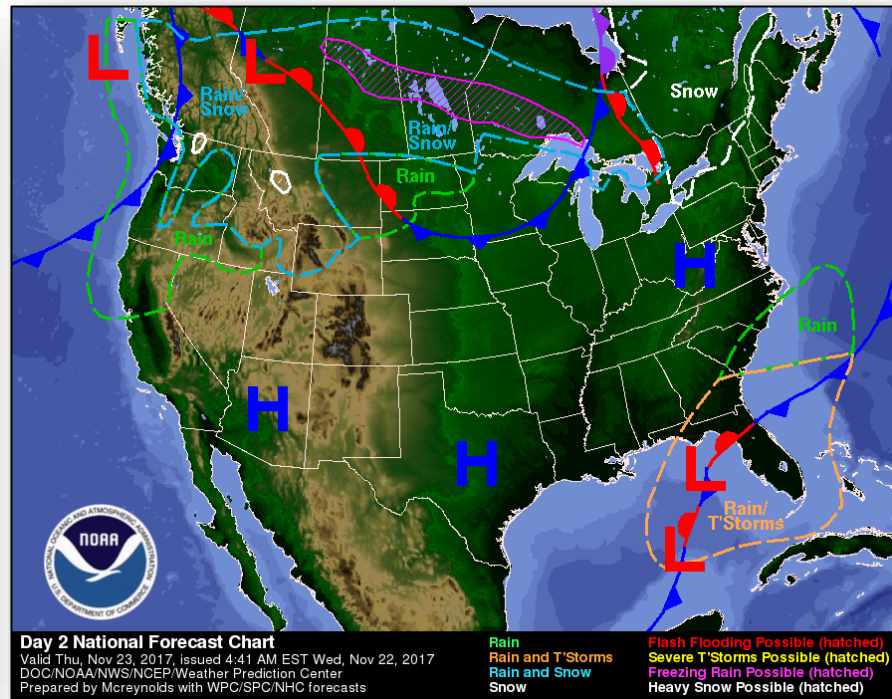 L
L
Rain/
Snow
Snow
Rain/
Snow
Rain
Rain
H
Rain
H
H
L
Rain/
T'Storms
L
NATIONAL OCEANIC AND ATMOSPHERIC ADMINISTRATION
NOAA
U.S. DEPARTMENT OF COMMERCE
Day 2 National Forecast Chart
Valid Thu, Nov 23, 2017, issued 4:41 AM EST Wed, Nov 22, 2017
DOC/NOAA/NWS/NCEP/Weather Prediction Center
Prepared by Mcreynolds with WPC/SPC/NHC forecasts
Rain
Rain and T'Storms
Rain and Snow
Snow
Flash Flooding Possible (hatched)
Severe T'Storms Possible (hatched)
Freezing Rain Possible (hatched)
Heavy Snow Possible (hatched)